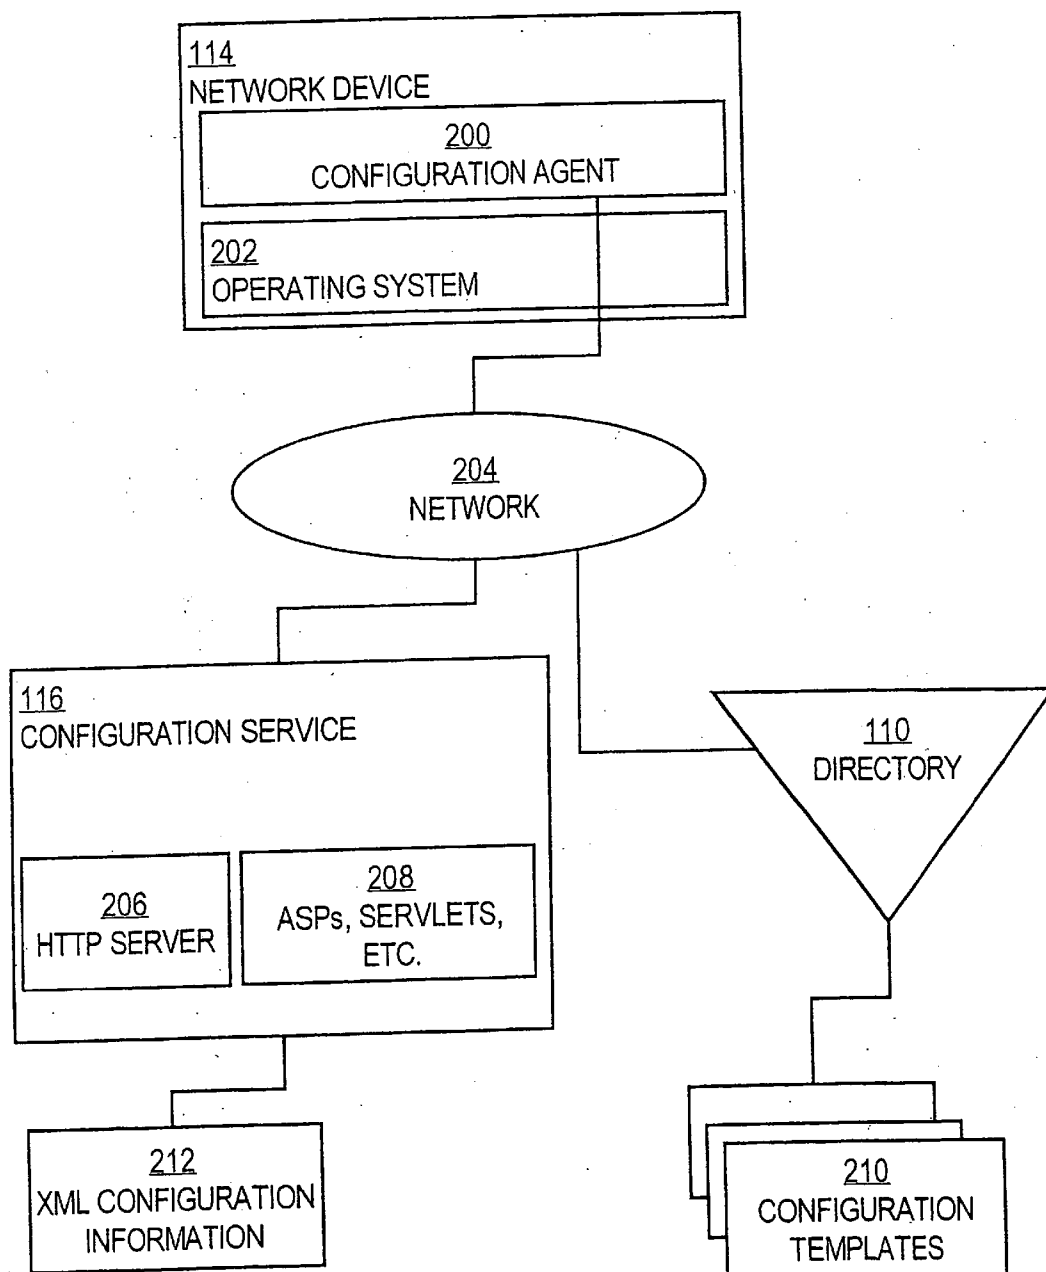 114
NETWORK DEVICE
200
CONFIGURATION AGENT
202
OPERATING SYSTEM
204
NETWORK
116
CONFIGURATION SERVICE
206
HTTP SERVER
208
ASPs, SERVLETS,
ETC.
110
DIRECTORY
212
XML CONFIGURATION
INFORMATION
210
CONFIGURATION
TEMPLATES